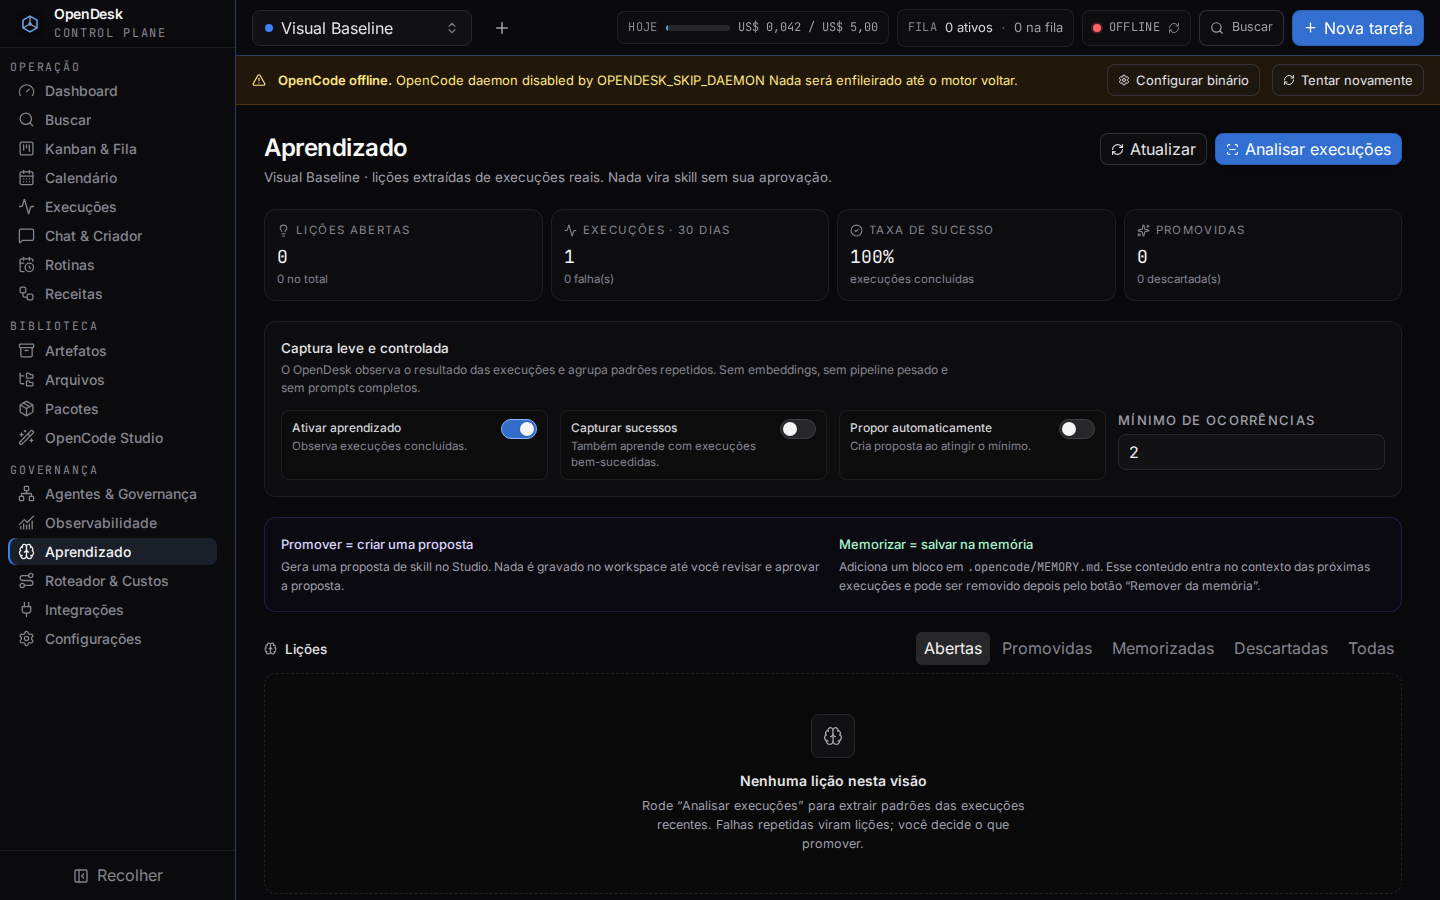 OpenDesk
CONTROL PLANE
OPERAÇÃO
Dashboard
Buscar
Kanban & Fila
Calendário
Execuções
Chat & Criador
Rotinas
Receitas
BIBLIOTECA
Artefatos
Arquivos
Pacotes
OpenCode Studio
GOVERNANÇA
Agentes & Governança
Observabilidade
Aprendizado
Roteador & Custos
Integrações
Configurações
Recolher
Visual Baseline
HOJE US$ 0,042 / US$ 5,00
FILA 0 ativos · 0 na fila
OFFLINE
Buscar
Nova tarefa
OpenCode offline. OpenCode daemon disabled by OPENDESK_SKIP_DAEMON Nada será enfileirado até o motor voltar.
Configurar binário
Tentar novamente
Aprendizado
Visual Baseline · lições extraídas de execuções reais. Nada vira skill sem sua aprovação.
Atualizar
Analisar execuções
LIÇÕES ABERTAS
0
0 no total
EXECUÇÕES · 30 DIAS
1
0 falha(s)
TAXA DE SUCESSO
100%
execuções concluídas
PROMOVIDAS
0
0 descartada(s)
Captura leve e controlada
O OpenDesk observa o resultado das execuções e agrupa padrões repetidos. Sem embeddings, sem pipeline pesado e
sem prompts completos.
Ativar aprendizado
Observa execuções concluídas.
Capturar sucessos
Também aprende com execuções
bem-sucedidas.
Propor automaticamente
Cria proposta ao atingir o mínimo.
MÍNIMO DE OCORRÊNCIAS
2
Promover = criar uma proposta
Gera uma proposta de skill no Studio. Nada é gravado no workspace até você revisar e aprovar
a proposta.
Memorizar = salvar na memória
Adiciona um bloco em .opencode/MEMORY.md. Esse conteúdo entra no contexto das próximas
execuções e pode ser removido depois pelo botão “Remover da memória”.
Lições
Abertas
Promovidas
Memorizadas
Descartadas
Todas
Nenhuma lição nesta visão
Rode “Analisar execuções” para extrair padrões das execuções
recentes. Falhas repetidas viram lições; você decide o que
promover.